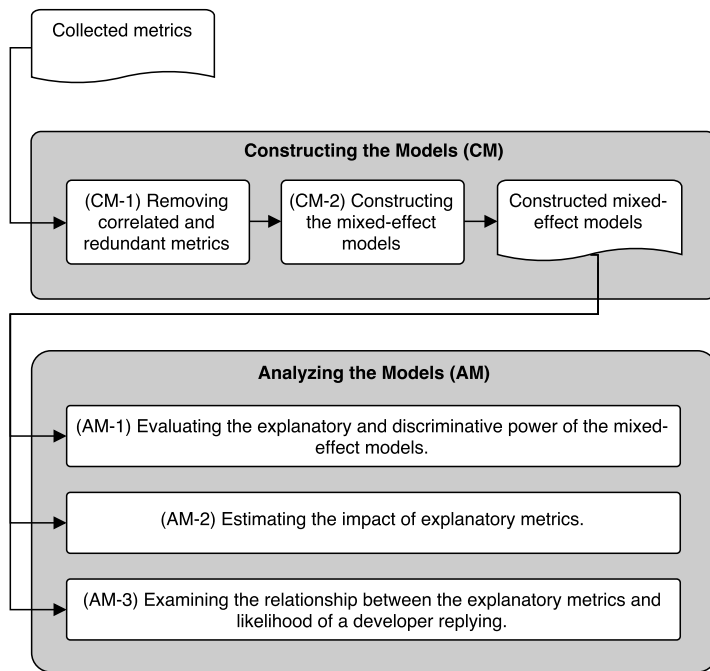 Collected metrics
Constructing the Models (CM)
(CM-1) Removing
correlated and
redundant metrics
(CM-2) Constructing
the mixed-effect
models
Constructed mixed-
effect models
Analyzing the Models (AM)
(AM-1) Evaluating the explanatory and discriminative power of the mixed-
effect models.
(AM-2) Estimating the impact of explanatory metrics.
(AM-3) Examining the relationship between the explanatory metrics and
likelihood of a developer replying.